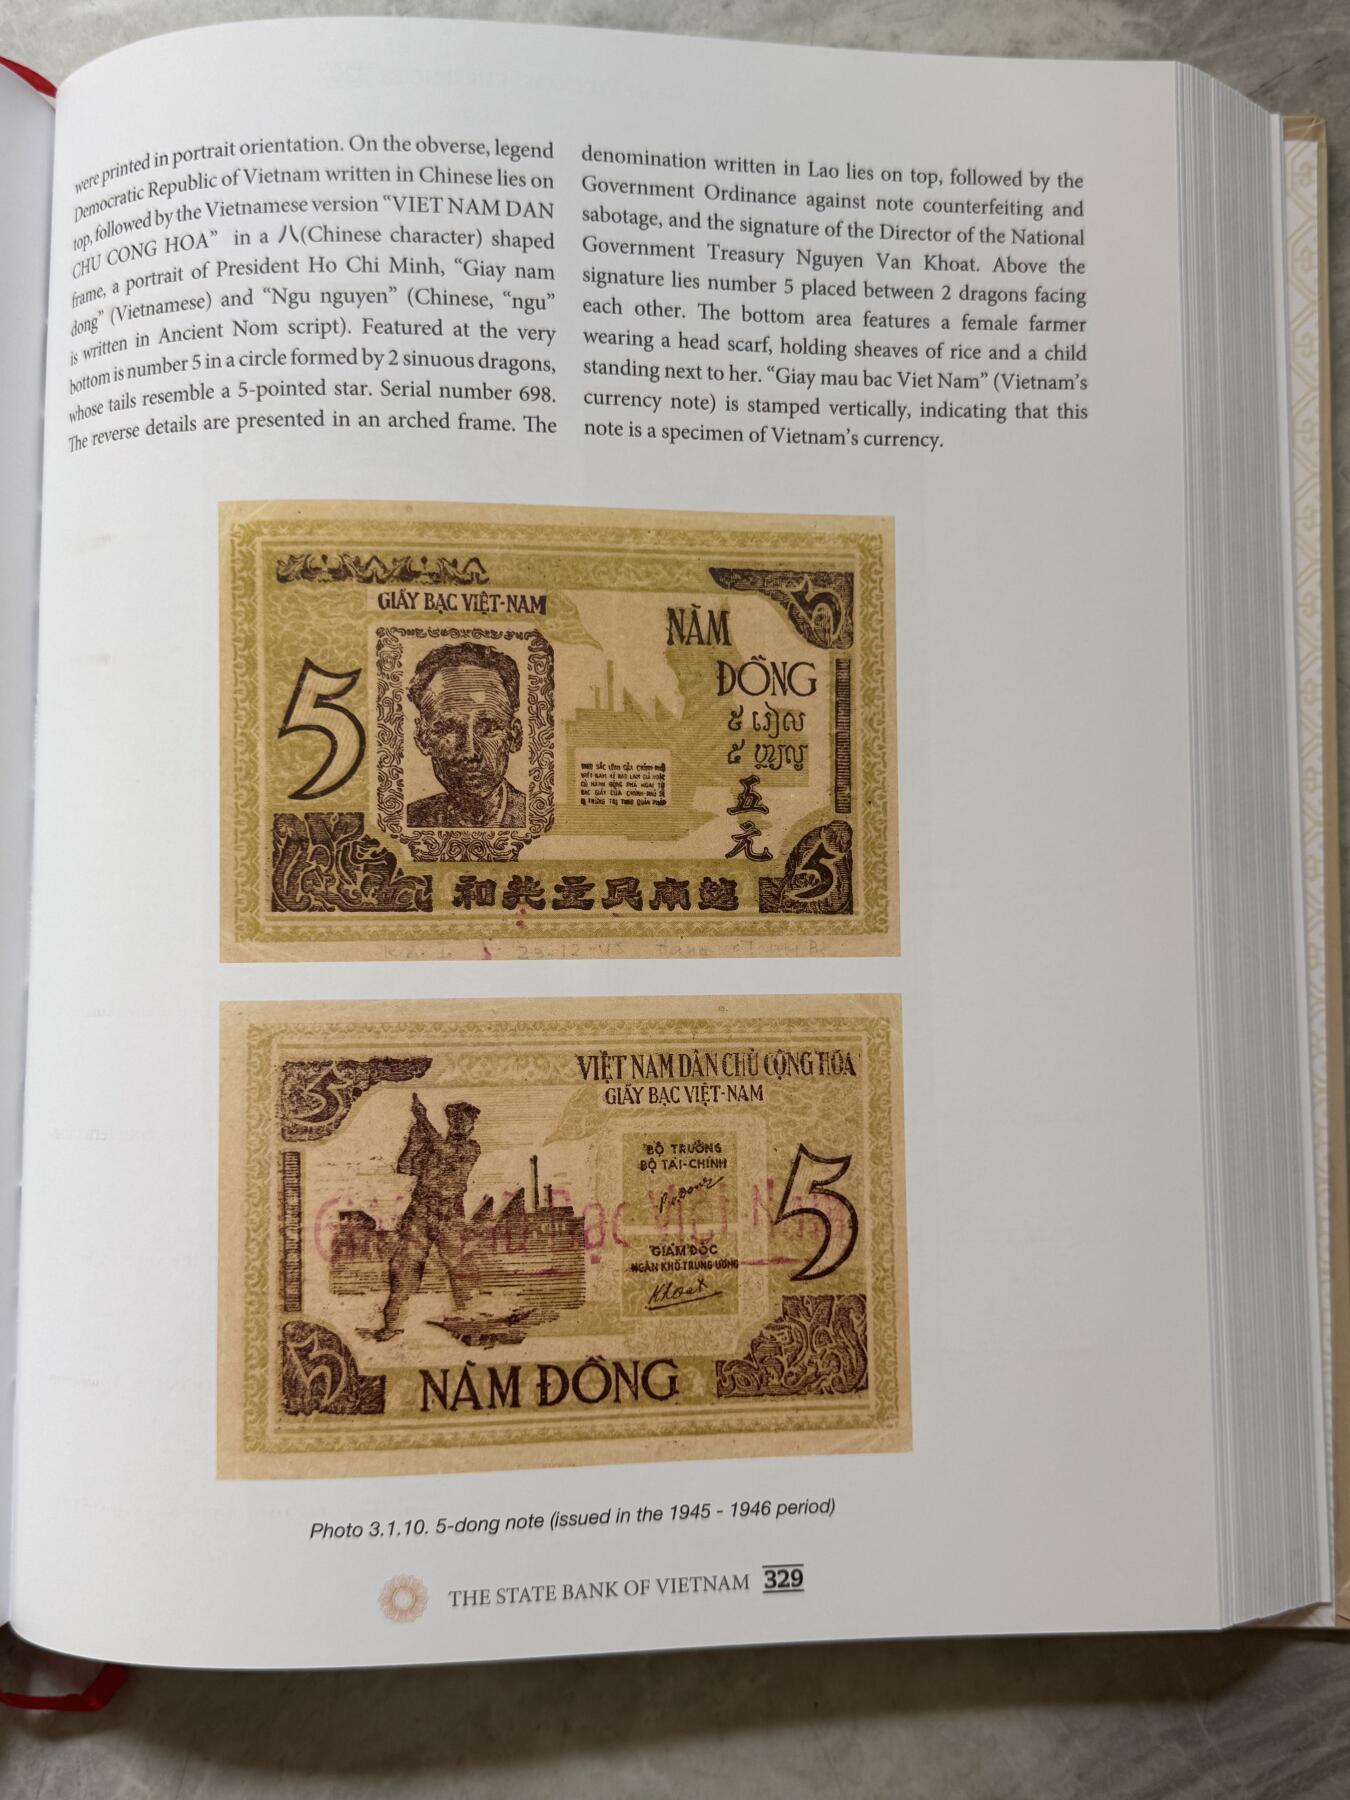 were printed in portrait orientation. On the obverse, legend
Democratic Republic of Vietnam written in Chinese lies on
top, followed by the Vietnamese version “VIET NAM DAN
CHU CONG HOA” in a 八(Chinese character) shaped
frame, a portrait of President Ho Chi Minh, “Giay nam
dong” (Vietnamese) and “Ngu nguyen” (Chinese, “ngu”
is written in Ancient Nom script). Featured at the very
bottom is number 5 in a circle formed by 2 sinuous dragons,
whose tails resemble a 5-pointed star. Serial number 698.
The reverse details are presented in an arched frame. The
denomination written in Lao lies on top, followed by the
Government Ordinance against note counterfeiting and
sabotage, and the signature of the Director of the National
Government Treasury Nguyen Van Khoat. Above the
signature lies number 5 placed between 2 dragons facing
each other. The bottom area features a female farmer
wearing a head scarf, holding sheaves of rice and a child
standing next to her. “Giay mau bac Viet Nam” (Vietnam’s
currency note) is stamped vertically, indicating that this
note is a specimen of Vietnam’s currency.
GIẤY BẠC VIỆT-NAM
5
NĂM
ĐỒNG
5
៥ រៀល
五
元
5
和共主民南越
23-12-45
5
VIỆT NAM DÂN CHỦ CỘNG HÒA
GIẤY BẠC VIỆT-NAM
BỘ TRƯỞNG
BỘ TÀI-CHÍNH
Bạc Việt Nam
5
GIÁM ĐỐC
NGÂN KHỐ TRUNG ƯƠNG
Khoat
5
NĂM ĐỒNG
Photo 3.1.10. 5-dong note (issued in the 1945 - 1946 period)
THE STATE BANK OF VIETNAM 329